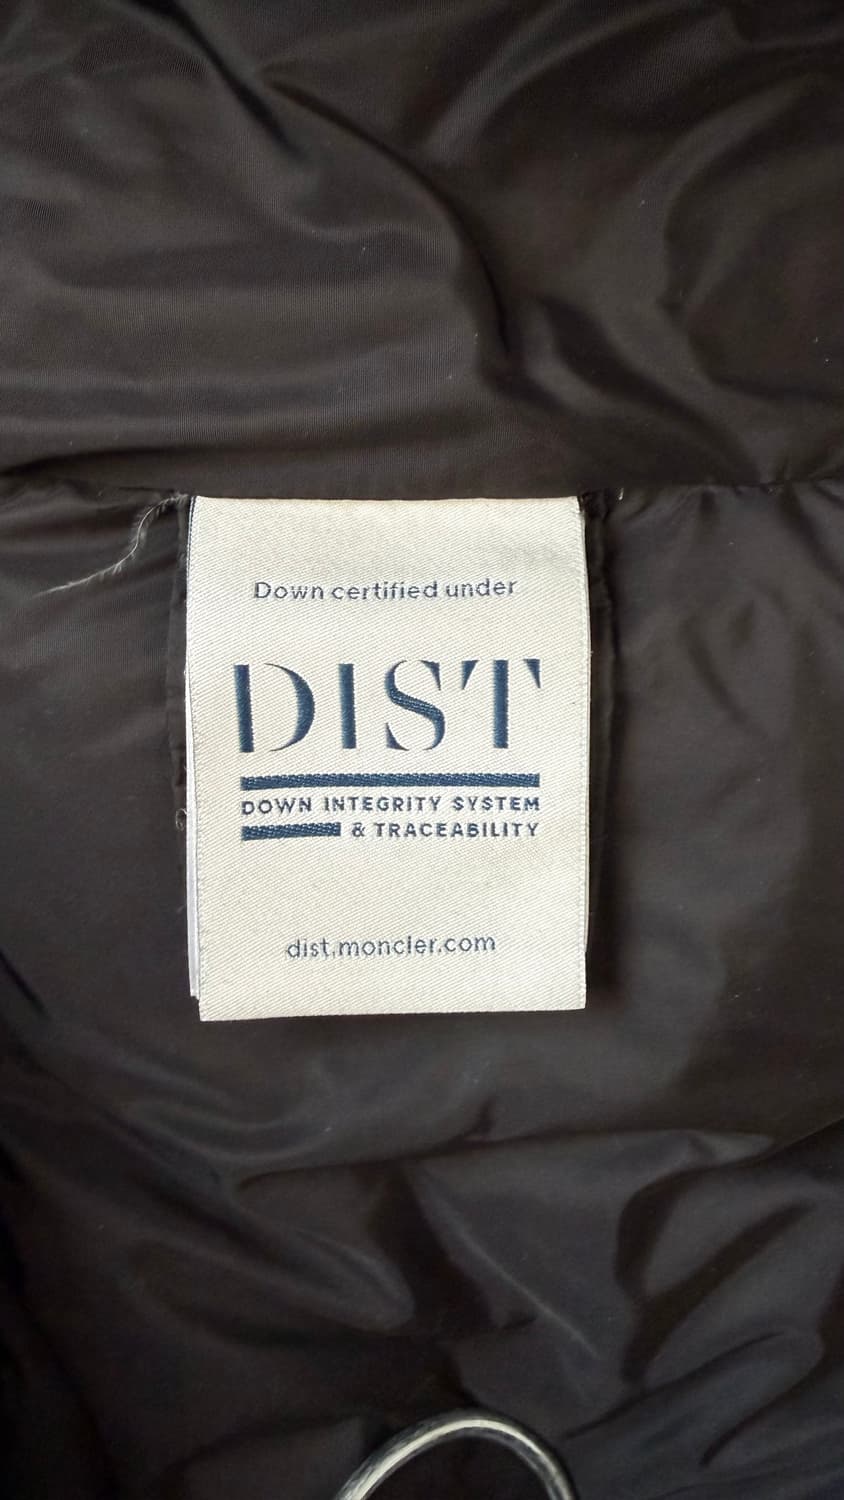 Down certified under
DIST
DOWN INTEGRITY SYSTEM
& TRACEABILITY
dist.moncler.com